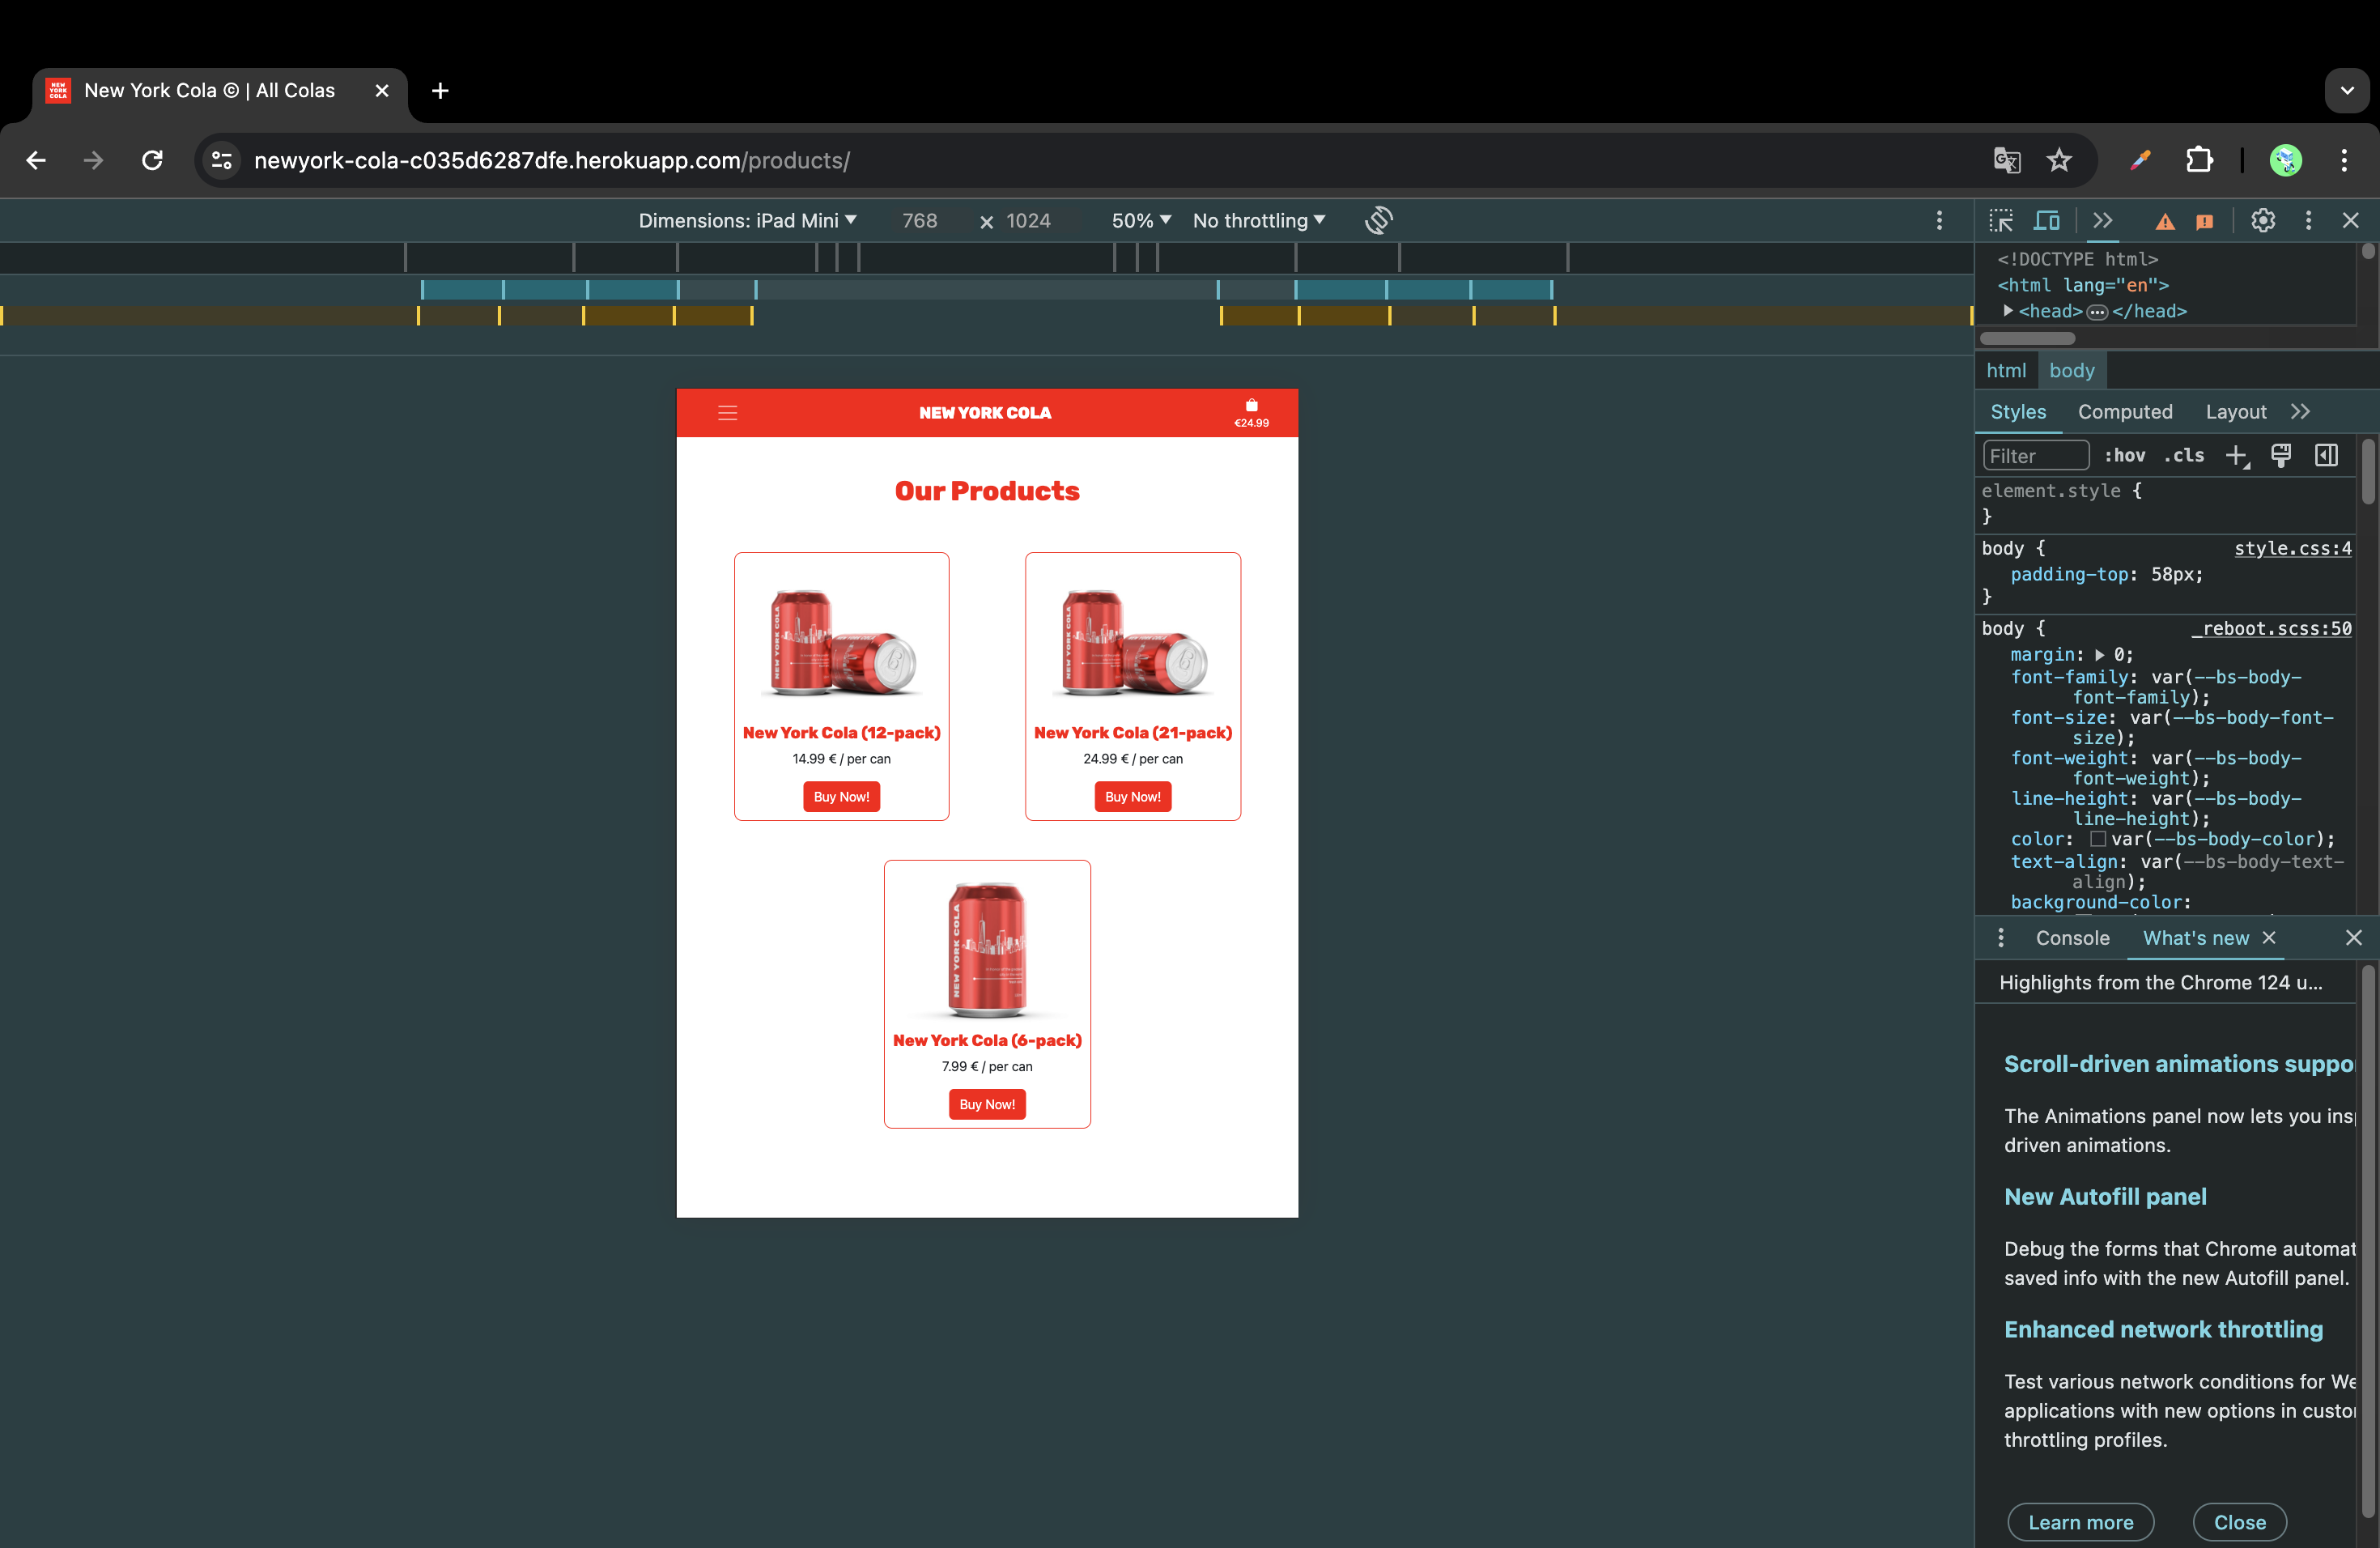 New York Cola © | All Colas
newyork-cola-c035d6287dfe.herokuapp.com/products/
Dimensions: iPad Mini 768 × 1024 50% No throttling
NEW YORK COLA
€24.99
Our Products
NEW YORK COLA
NEW YORK COLA
New York Cola (12-pack)
New York Cola (21-pack)
14.99 € / per can
24.99 € / per can
Buy Now!
Buy Now!
NEW YORK COLA
New York Cola (6-pack)
7.99 € / per can
Buy Now!
<!DOCTYPE html>
<html lang="en">
<head>
</head>
html body
Styles Computed Layout
Filter :hov .cls
element.style {
}
body { style.css:4
padding-top: 58px;
}
body { _reboot.scss:50
margin: 0;
font-family: var(--bs-body-
font-family);
font-size: var(--bs-body-font-
size);
font-weight: var(--bs-body-
font-weight);
line-height: var(--bs-body-
line-height);
color: var(--bs-body-color);
text-align: var(--bs-body-text-
align);
background-color:
Console What's new
Highlights from the Chrome 124 u...
Scroll-driven animations suppo
The Animations panel now lets you ins
driven animations.
New Autofill panel
Debug the forms that Chrome automat
saved info with the new Autofill panel.
Enhanced network throttling
Test various network conditions for We
applications with new options in custo
throttling profiles.
Learn more Close